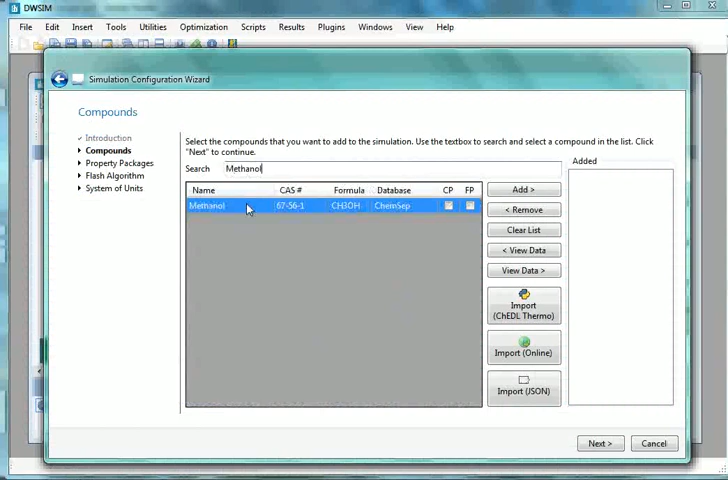 DWSIM
File Edit Insert Tools Utilities Optimization Scripts Results Plugins Windows View Help
Simulation Configuration Wizard
Compounds
Introduction
Compounds
Property Packages
Flash Algorithm
System of Units
Select the compounds that you want to add to the simulation. Use the textbox to search and select a compound in the list. Click
"Next" to continue.
Search Methanol
Name CAS # Formula Database CP FP
Methanol 67-56-1 CH3OH ChemSep
Add >
< Remove
Clear List
< View Data
View Data >
Import
(ChEDL Thermo)
Import (Online)
Import (JSON)
Added
Next >
Cancel